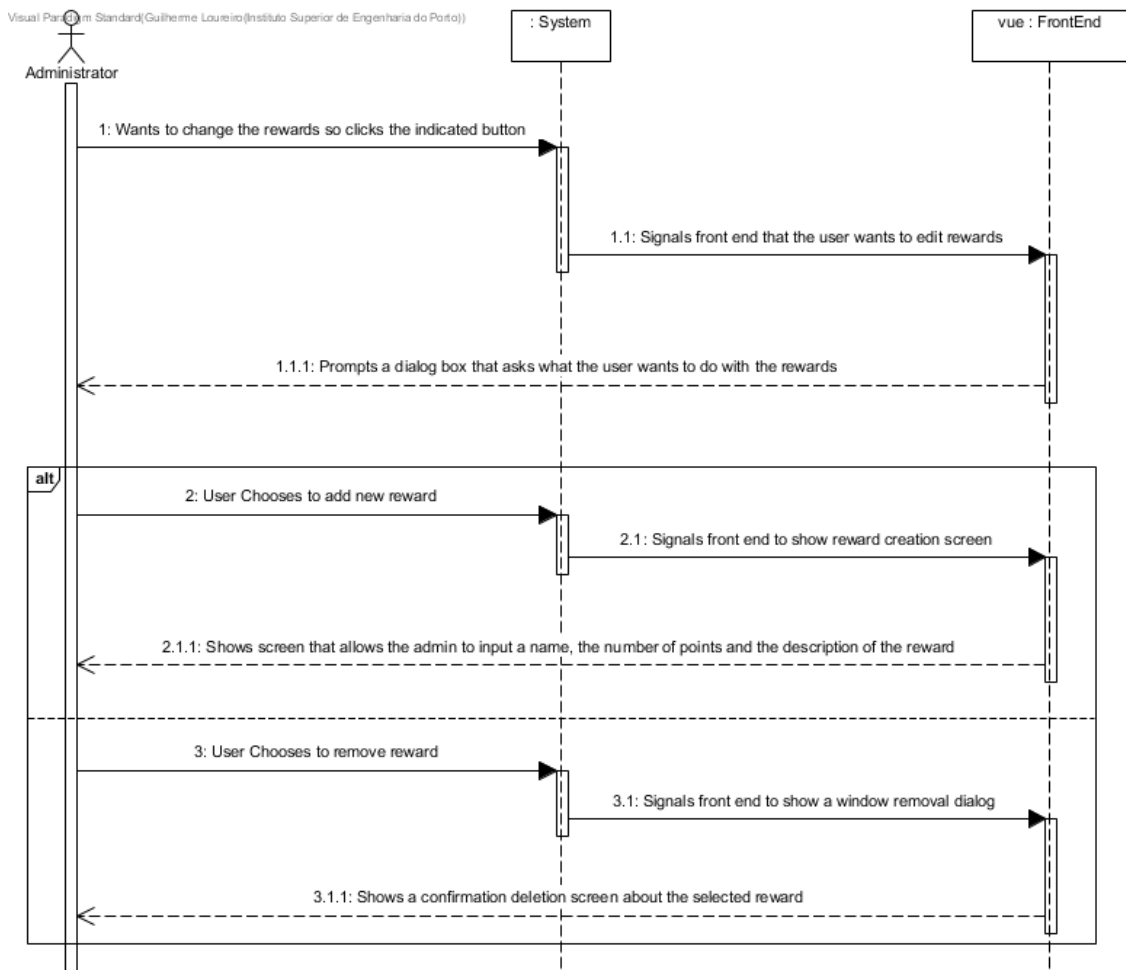 Visual Paradigm Standard(Guilherme Loureiro(Instituto Superior de Engenharia do Porto))
: System
vue : FrontEnd
Administrator
1: Wants to change the rewards so clicks the indicated button
1.1: Signals front end that the user wants to edit rewards
1.1.1: Prompts a dialog box that asks what the user wants to do with the rewards
alt
2: User Chooses to add new reward
2.1: Signals front end to show reward creation screen
2.1.1: Shows screen that allows the admin to input a name, the number of points and the description of the reward
3: User Chooses to remove reward
3.1: Signals front end to show a window removal dialog
3.1.1: Shows a confirmation deletion screen about the selected reward